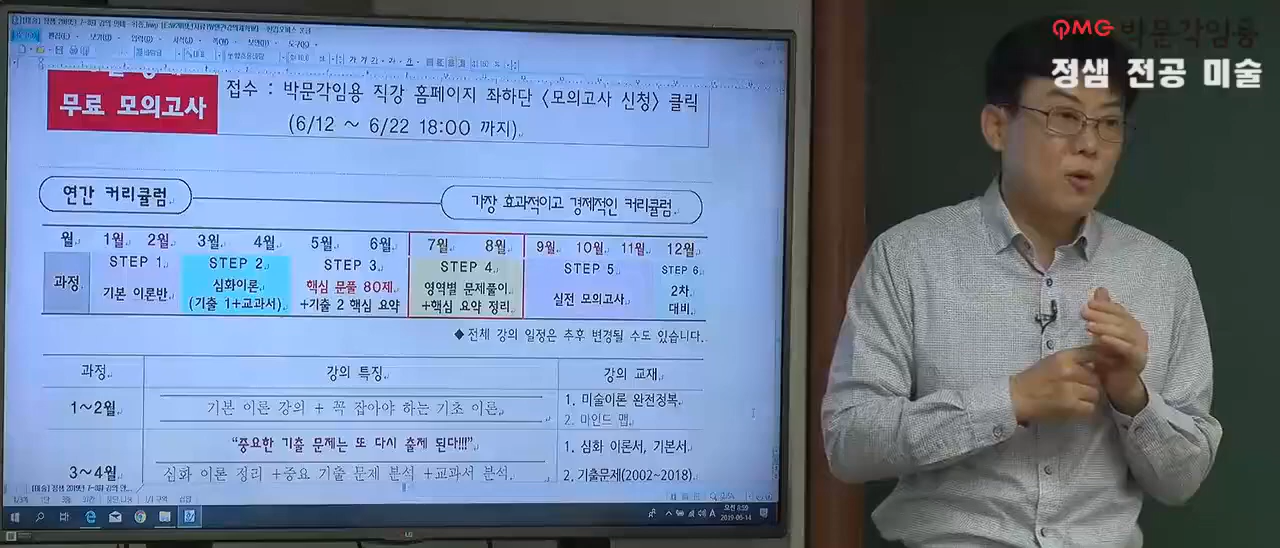 PMG 박문각임용
정샘 전공 미술
무료 모의고사
접수 : 박문각임용 직강 홈페이지 좌하단 <모의고사 신청> 클릭
(6/12 ~ 6/22 18:00 까지)
연간 커리큘럼
가장 효과적이고 경제적인 커리큘럼
월 1월 2월 3월 4월 5월 6월 7월 8월 9월 10월 11월 12월
과정
STEP 1 STEP 2 STEP 3 STEP 4 STEP 5 STEP 6
기본 이론반
심화이론
(기출 1+교과서)
핵심 문풀 80제
+기출 2 핵심 요약
영역별 문제풀이
+핵심 요약 정리
실전 모의고사
2차
대비
◆전체 강의 일정은 추후 변경될 수도 있습니다.
과정 강의 특징 강의 교재
1~2월
기본 이론 강의 + 꼭 잡아야 하는 기초 이론
1. 미술이론 완전정복
2. 마인드 맵
3~4월
"중요한 기출 문제는 또 다시 출제 된다!!!"
심화 이론 정리 +중요 기출 문제 분석 +교과서 분석.
1. 심화 이론서, 기본서
2. 기출문제(2002~2018)
오전 8:59
2019-06-14
LG